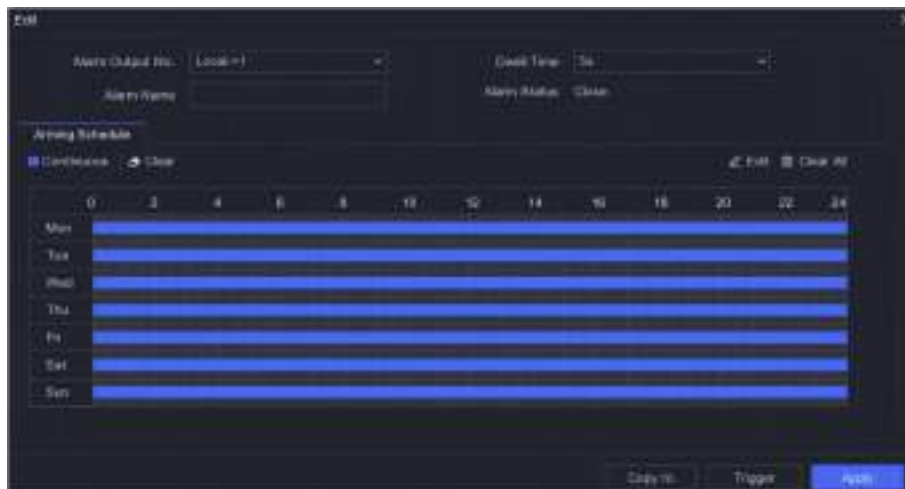 Edit
Alarm Output No. Local->1
Dwell Time 5s
Alarm Name
Alarm Status Close
Arming Schedule
Continuous Clear
Edit Clear All
0 2 4 6 8 10 12 14 16 18 20 22 24
Mon
Tue
Wed
Thu
Fri
Sat
Sun
Copy to
Trigger
Apply